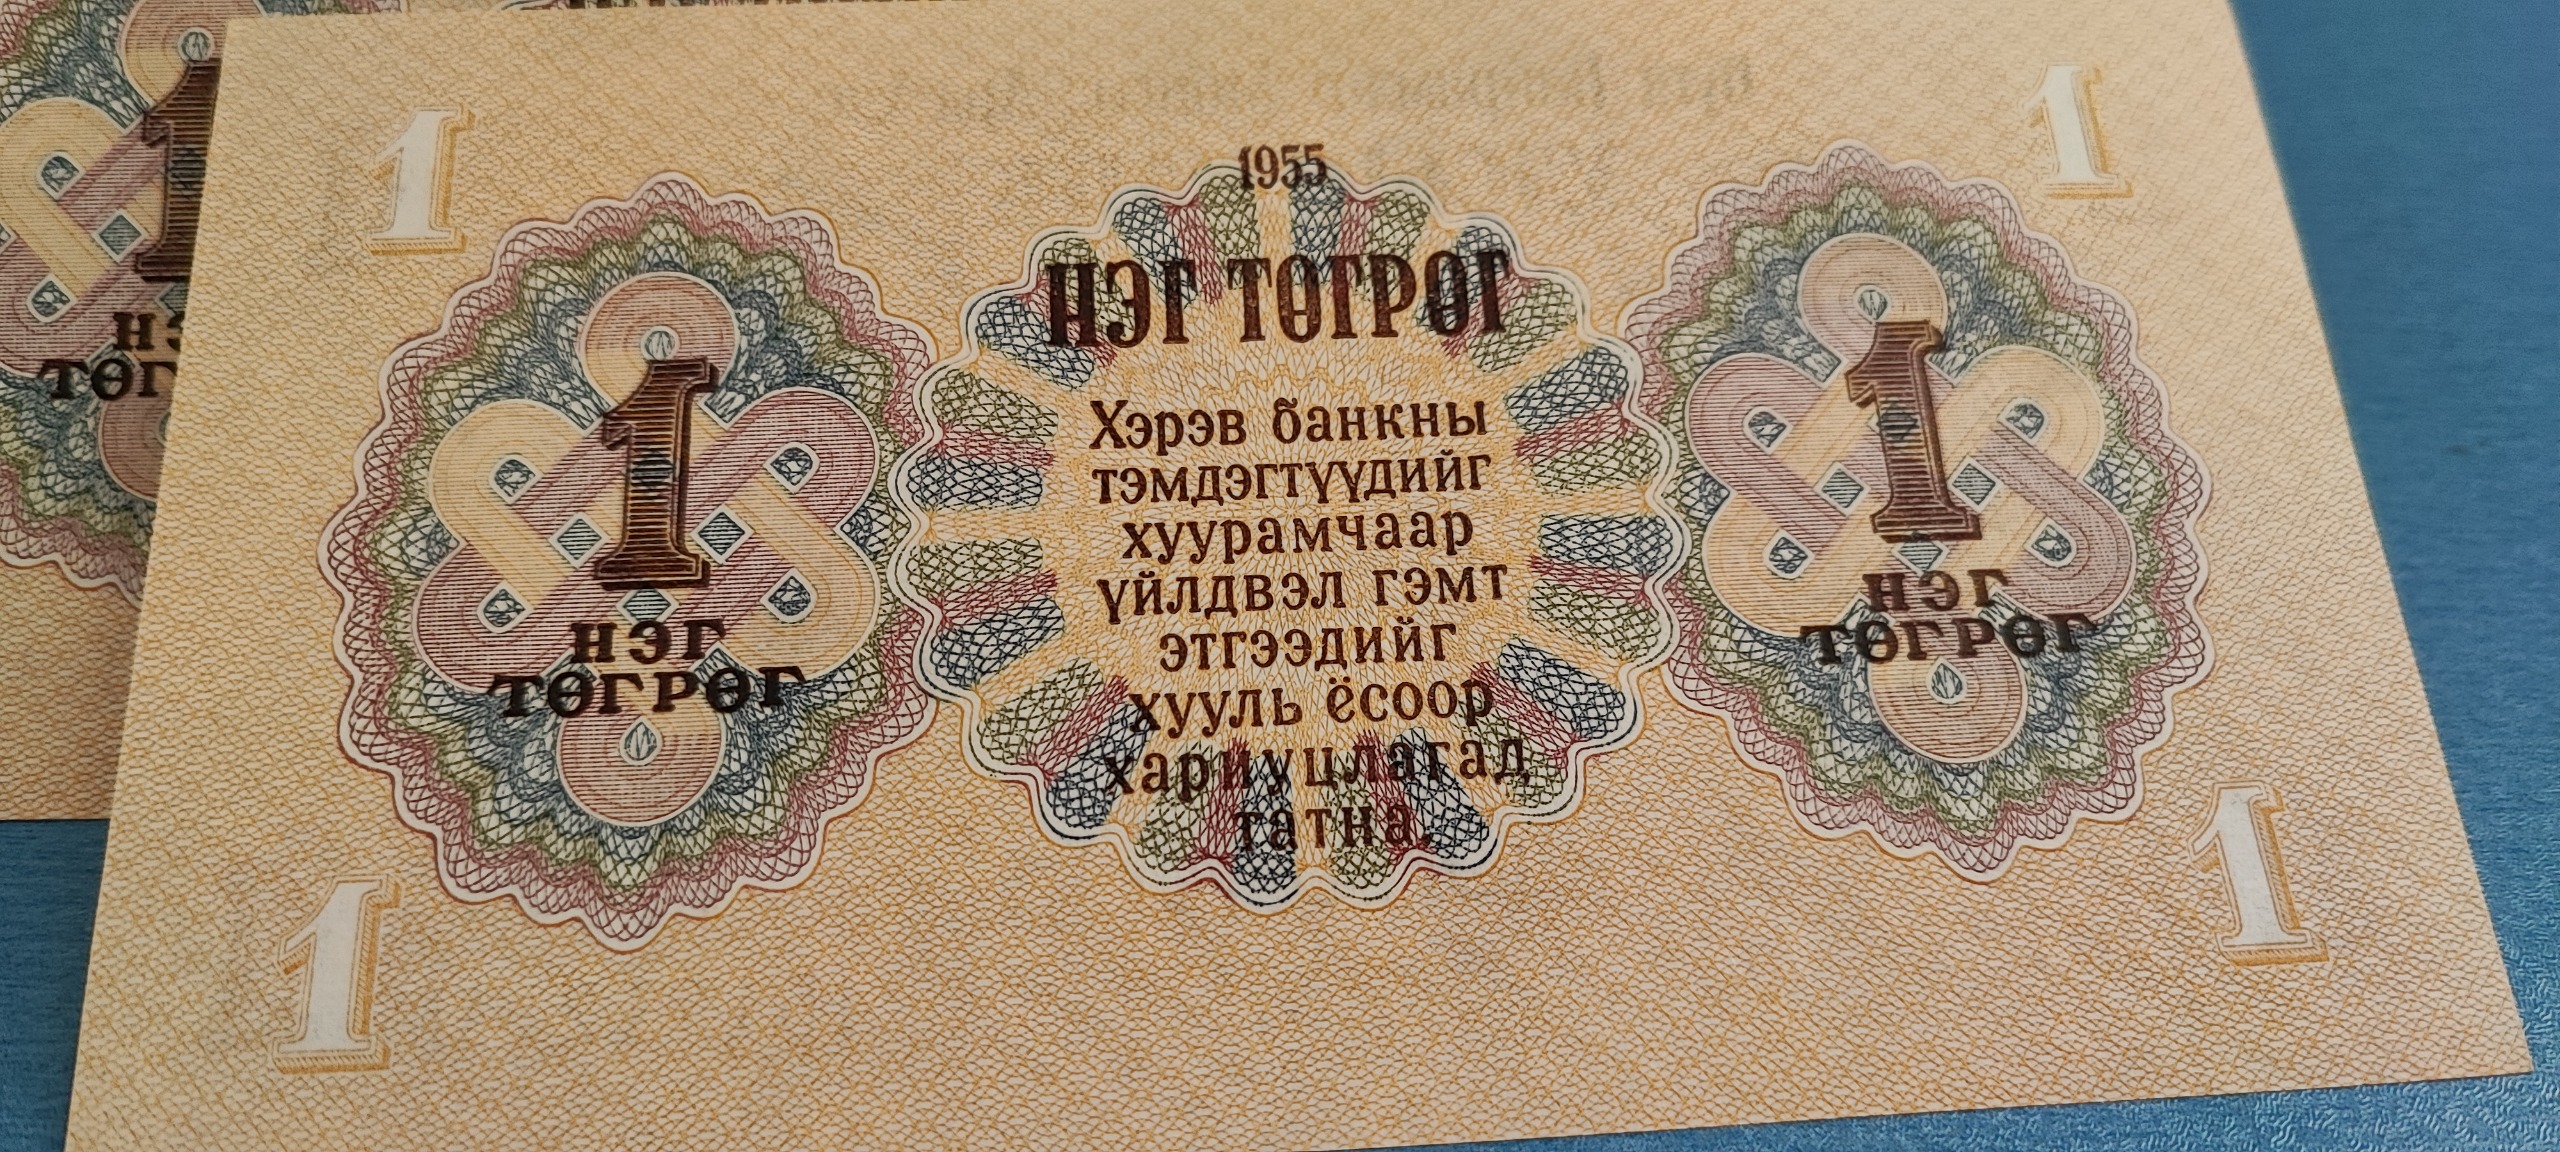 1
1
1955
НЭГ ТӨГРӨГ
Хэрэв банкны
тэмдэгтүүдийг
хуурамчаар
үйлдвэл гэмт
этгээдийг
хууль ёсоор
хариуцлагад
татна.
1
НЭГ
ТӨГРӨГ
1
НЭГ
ТӨГРӨГ
1
1
1